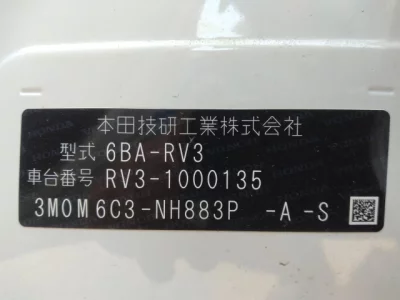 本田技研工業株式会社
型式 6BA-RV3
車台番号 RV3-1000135
3M0M6C3-NH883P -A-S